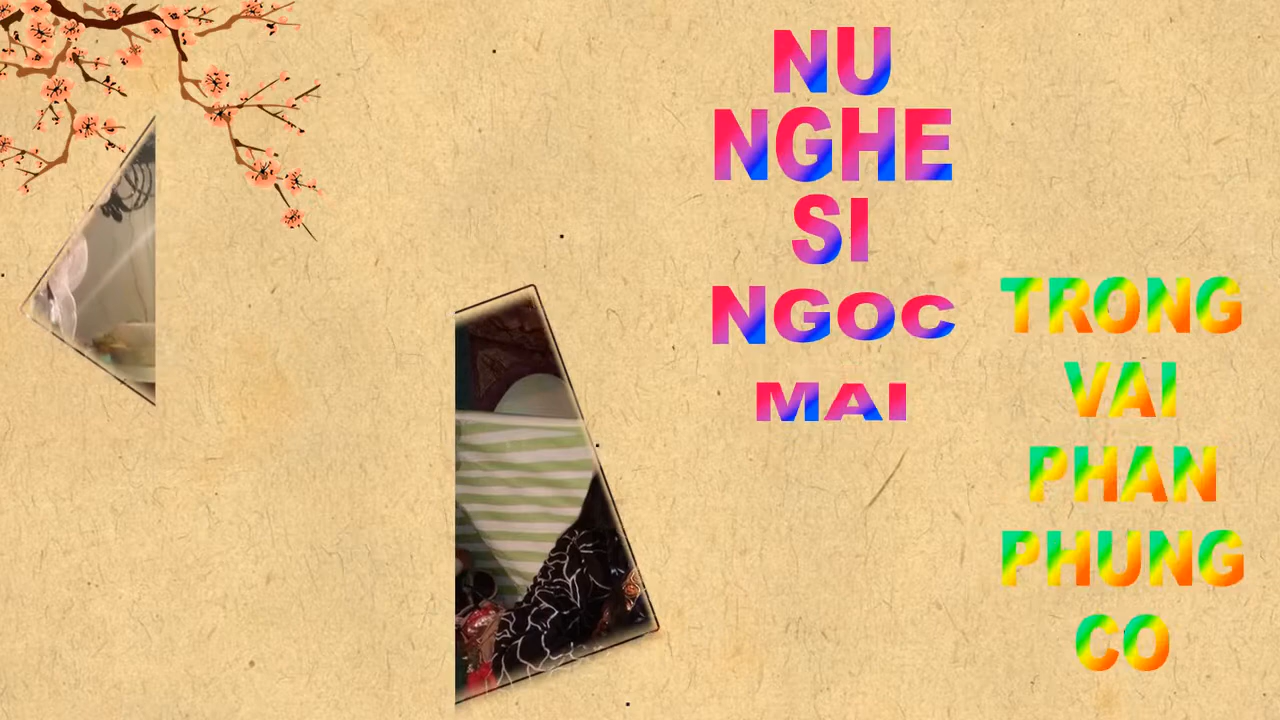 NU
NGHE
SI
NGOC
MAI
TRONG
VAI
PHAN
PHUNG
CO